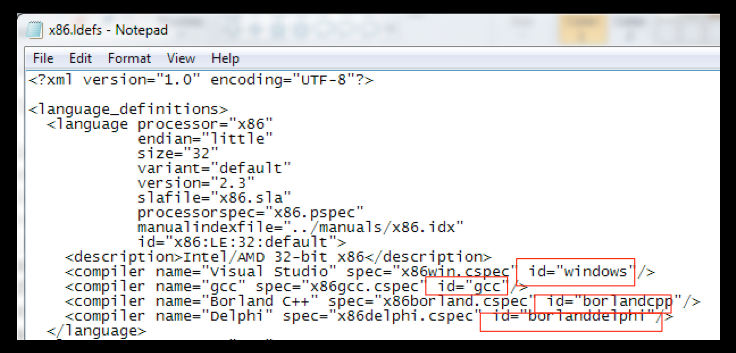 x86.ldefs - Notepad
File Edit Format View Help
<?xml version="1.0" encoding="UTF-8"?>
<language_definitions>
<language processor="x86"
endian="little"
size="32"
variant="default"
version="2.3"
slafile="x86.sla"
processorspec="x86.pspec"
manualindexfile="../manuals/x86.idx"
id="x86:LE:32:default">
<description>Intel/AMD 32-bit x86</description>
<compiler name="Visual Studio" spec="x86win.cspec" id="windows"/>
<compiler name="gcc" spec="x86gcc.cspec" id="gcc"/>
<compiler name="Borland C++" spec="x86borland.cspec" id="borlandcpp"/>
<compiler name="Delphi" spec="x86delphi.cspec" id="borlanddelphi"/>
</language>